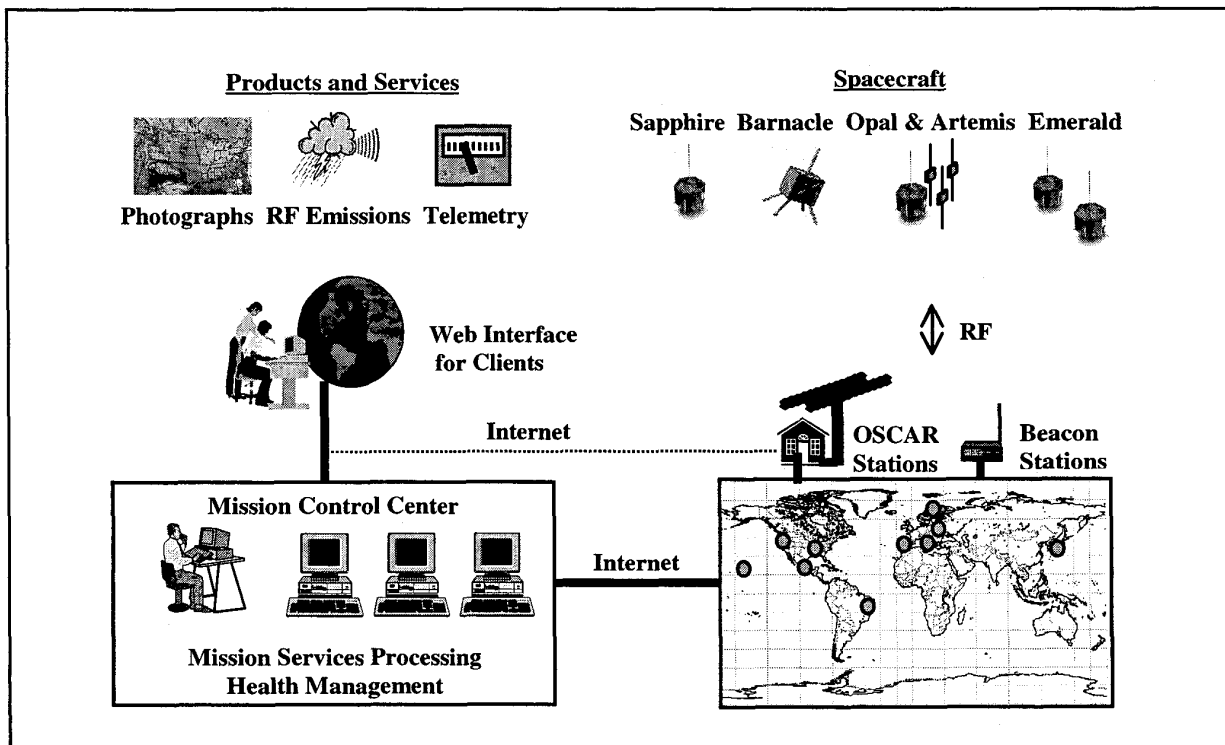 Products and Services
Photographs RF Emissions Telemetry
Spacecraft
Sapphire Barnacle Opal & Artemis Emerald
RF
Web Interface
for Clients
Internet
OSCAR
Stations
Beacon
Stations
Mission Control Center
Mission Services Processing
Health Management
Internet